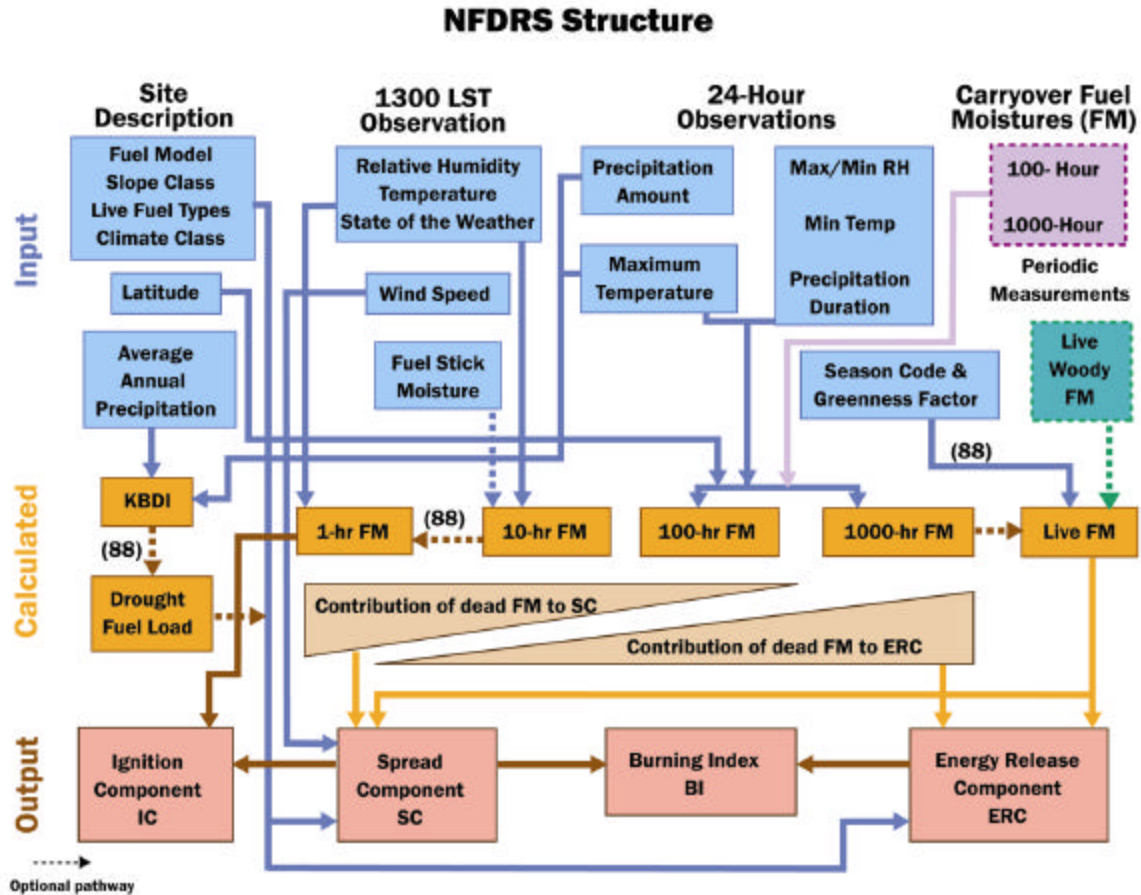 NFDRS Structure
Site
Description
1300 LST
Observation
24-Hour
Observations
Carryover Fuel
Moistures (FM)
Input
Fuel Model
Slope Class
Live Fuel Types
Climate Class
Relative Humidity
Temperature
State of the Weather
Precipitation
Amount
Max/Min RH
Min Temp
Precipitation
Duration
100- Hour
1000-Hour
Periodic
Measurements
Latitude
Wind Speed
Maximum
Temperature
Average
Annual
Precipitation
Fuel Stick
Moisture
Season Code &
Greenness Factor
Live
Woody
FM
(88)
Calculated
KBDI
(88)
1-hr FM
(88)
10-hr FM
100-hr FM
1000-hr FM
Live FM
Drought
Fuel Load
Contribution of dead FM to SC
Contribution of dead FM to ERC
Output
Ignition
Component
IC
Spread
Component
SC
Burning Index
BI
Energy Release
Component
ERC
Optional pathway